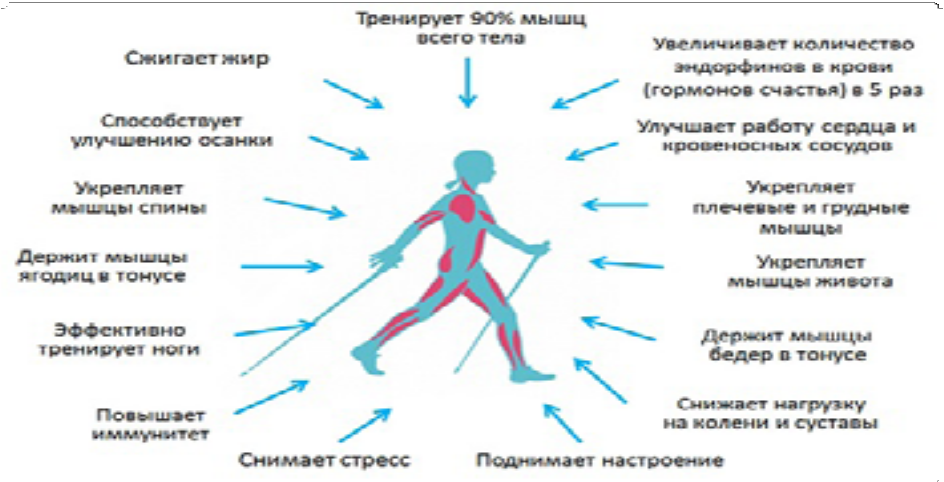 Тренирует 90% мышц
всего тела
Сжигает жир
Увеличивает количество
эндорфинов в крови
(гормонов счастья) в 5 раз
Способствует
улучшению осанки
Улучшает работу сердца и
кровеносных сосудов
Укрепляет
мышцы спины
Укрепляет
плечевые и грудные
мышцы
Держит мышцы
ягодиц в тонусе
Укрепляет
мышцы живота
Эффективно
тренирует ноги
Держит мышцы
бедер в тонусе
Повышает
иммунитет
Снижает нагрузку
на колени и суставы
Снимает стресс
Поднимает настроение